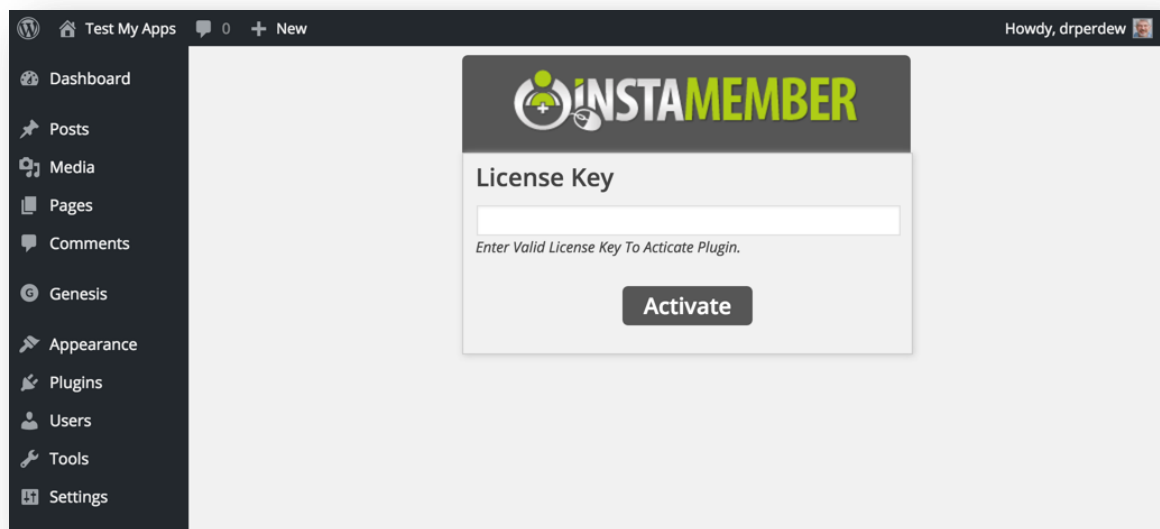 Test My Apps 0 + New Howdy, drperdew
Dashboard
Posts
Media
Pages
Comments
G Genesis
Appearance
Plugins
Users
Tools
Settings
INSTAMEMBER
License Key
Enter Valid License Key To Acticate Plugin.
Activate